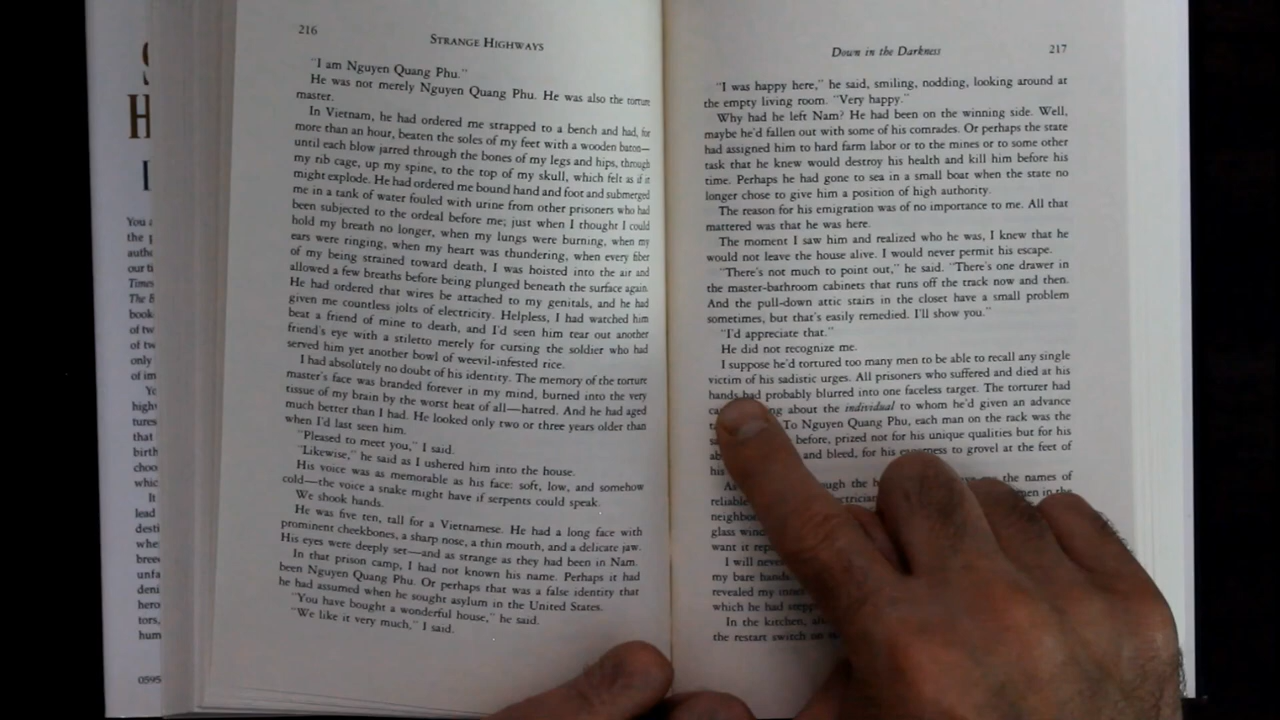 216
STRANGE HIGHWAYS
"I am Nguyen Quang Phu."
He was not merely Nguyen Quang Phu. He was also the torture
master.
In Vietnam, he had ordered me strapped to a bench and had, for
more than an hour, beaten the soles of my feet with a wooden baton—
until each blow jarred through the bones of my legs and hips, through
my rib cage, up my spine, to the top of my skull, which felt as if it
might explode. He had ordered me bound hand and foot and submerged
me in a tank of water fouled with urine from other prisoners who had
been subjected to the ordeal before me; just when I thought I could
hold my breath no longer, when my lungs were burning, when my
ears were ringing, when my heart was thundering, when every fiber
of my being strained toward death, I was hoisted into the air and
allowed a few breaths before being plunged beneath the surface again.
He had ordered that wires be attached to my genitals, and he had
given me countless jolts of electricity. Helpless, I had watched him
beat a friend of mine to death, and I'd seen him tear out another
friend's eye with a stiletto merely for cursing the soldier who had
served him yet another bowl of weevil-infested rice.
I had absolutely no doubt of his identity. The memory of the torture
master's face was branded forever in my mind, burned into the very
tissue of my brain by the worst heat of all—hatred. And he had aged
much better than I had. He looked only two or three years older than
when I'd last seen him.
"Pleased to meet you," I said.
"Likewise," he said as I ushered him into the house.
His voice was as memorable as his face: soft, low, and somehow
cold—the voice a snake might have if serpents could speak.
We shook hands.
He was five ten, tall for a Vietnamese. He had a long face with
prominent cheekbones, a sharp nose, a thin mouth, and a delicate jaw.
His eyes were deeply set—and as strange as they had been in Nam.
In that prison camp, I had not known his name. Perhaps it had
been Nguyen Quang Phu. Or perhaps that was a false identity that
he had assumed when he sought asylum in the United States.
"You have bought a wonderful house," he said.
"We like it very much," I said.
Down in the Darkness
217
"I was happy here," he said, smiling, nodding, looking around at
the empty living room. "Very happy."
Why had he left Nam? He had been on the winning side. Well,
maybe he'd fallen out with some of his comrades. Or perhaps the state
had assigned him to hard farm labor or to the mines or to some other
task that he knew would destroy his health and kill him before his
time. Perhaps he had gone to sea in a small boat when the state no
longer chose to give him a position of high authority.
The reason for his emigration was of no importance to me. All that
mattered was that he was here.
The moment I saw him and realized who he was, I knew that he
would not leave the house alive. I would never permit his escape.
"There's not much to point out," he said. "There's one drawer in
the master-bathroom cabinets that runs off the track now and then.
And the pull-down attic stairs in the closet have a small problem
sometimes, but that's easily remedied. I'll show you."
"I'd appreciate that."
He did not recognize me.
I suppose he'd tortured too many men to be able to recall any single
victim of his sadistic urges. All prisoners who suffered and died at his
hands had probably blurred into one faceless target. The torturer had
about the individual to whom he'd given an advance
To Nguyen Quang Phu, each man on the rack was the
before, prized not for his unique qualities but for his
and bleed, for his eagerness to grovel at the feet of
his
As the names of
reliable men in the
glass
want it
I will
my bare hands.
revealed my inner
which he had
In the kitchen,
the restart switch on
You
the
our
Times
The
book
of
of
only
of
that
birth
It
lead
hero
0395